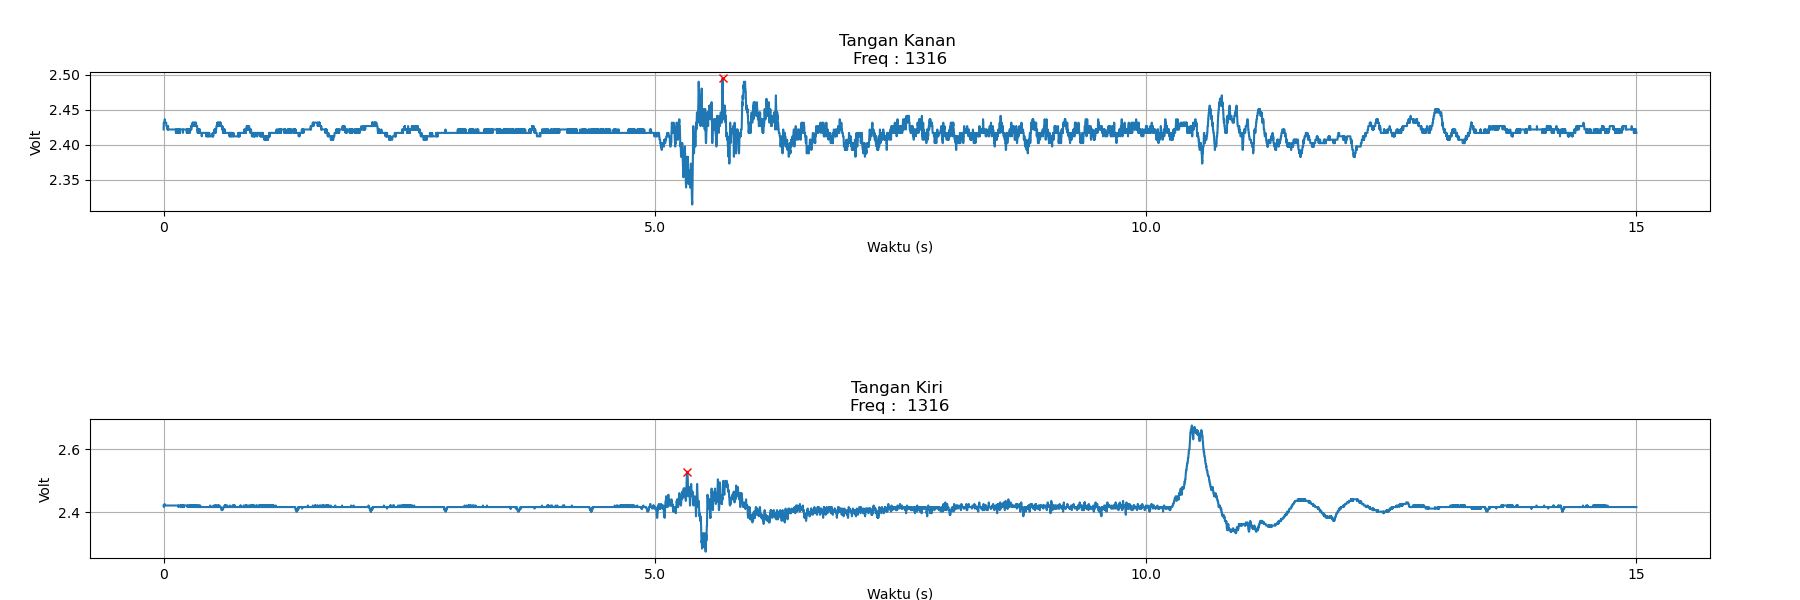 Tangan Kanan
Freq : 1316
2.50
2.45
2.40
2.35
Volt
0 5.0 10.0 15
Waktu (s)
Tangan Kiri
Freq :  1316
2.6
2.4
Volt
0 5.0 10.0 15
Waktu (s)